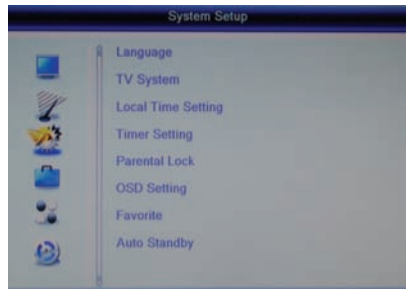 System Setup
Language
TV System
Local Time Setting
Timer Setting
Parental Lock
OSD Setting
Favorite
Auto Standby